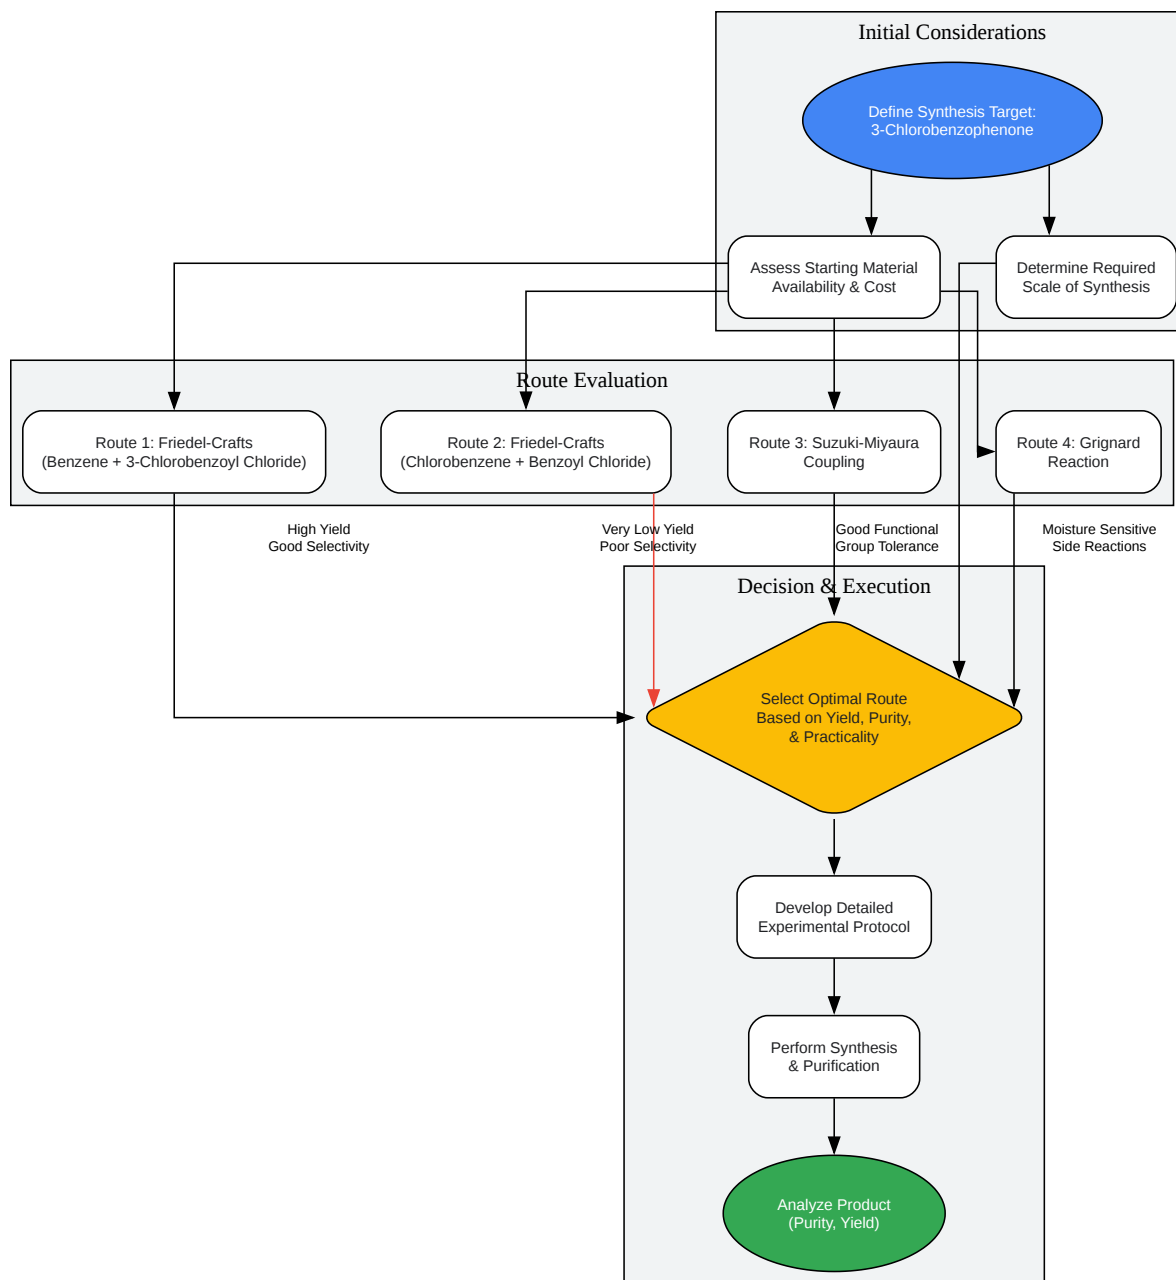 Initial Considerations
Define Synthesis Target:
3-Chlorobenzophenone
Assess Starting Material
Availability & Cost
Determine Required
Scale of Synthesis
Route Evaluation
Route 1: Friedel-Crafts
(Benzene + 3-Chlorobenzoyl Chloride)
Route 2: Friedel-Crafts
(Chlorobenzene + Benzoyl Chloride)
Route 3: Suzuki-Miyaura
Coupling
Route 4: Grignard
Reaction
High Yield
Good Selectivity
Very Low Yield
Poor Selectivity
Good Functional
Group Tolerance
Moisture Sensitive
Side Reactions
Decision & Execution
Select Optimal Route
Based on Yield, Purity,
& Practicality
Develop Detailed
Experimental Protocol
Perform Synthesis
& Purification
Analyze Product
(Purity, Yield)